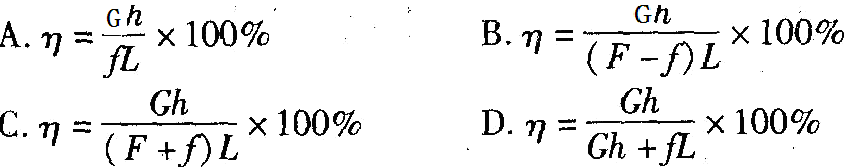 A. η = Gh/fL × 100%  B. η = Gh/(F − f)L × 100%
C. η = Gh/(F + f)L × 100%  D. η = Gh/Gh + fL × 100%